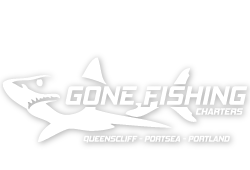 GONE FISHING
CHARTERS
QUEENSCLIFF - PORTSEA - PORTLAND